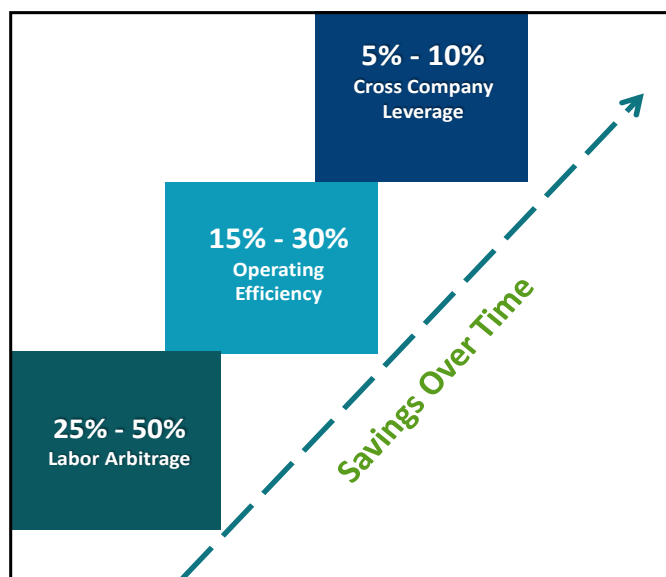 5% - 10%
Cross Company
Leverage
15% - 30%
Operating
Efficiency
25% - 50%
Labor Arbitrage
Savings Over Time